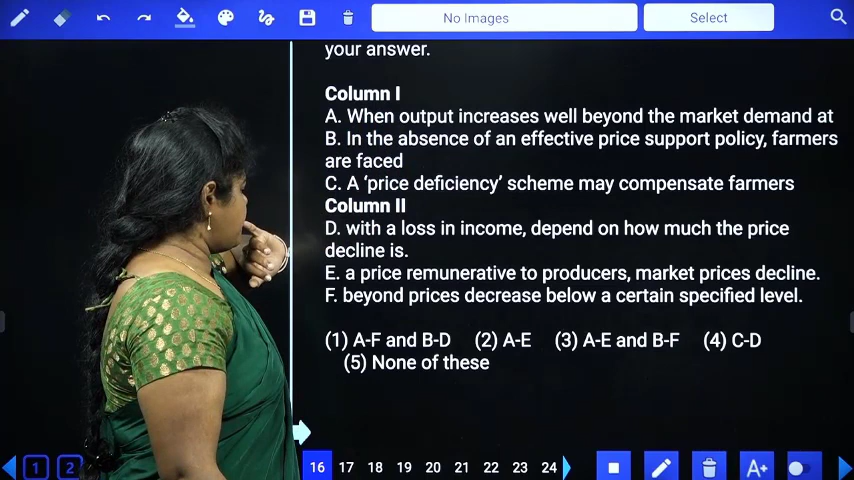 No Images
Select
your answer.
Column I
A. When output increases well beyond the market demand at
B. In the absence of an effective price support policy, farmers
are faced
C. A ‘price deficiency’ scheme may compensate farmers
Column II
D. with a loss in income, depend on how much the price
decline is.
E. a price remunerative to producers, market prices decline.
F. beyond prices decrease below a certain specified level.
(1) A-F and B-D (2) A-E (3) A-E and B-F (4) C-D
(5) None of these
1 2 16 17 18 19 20 21 22 23 24 A+